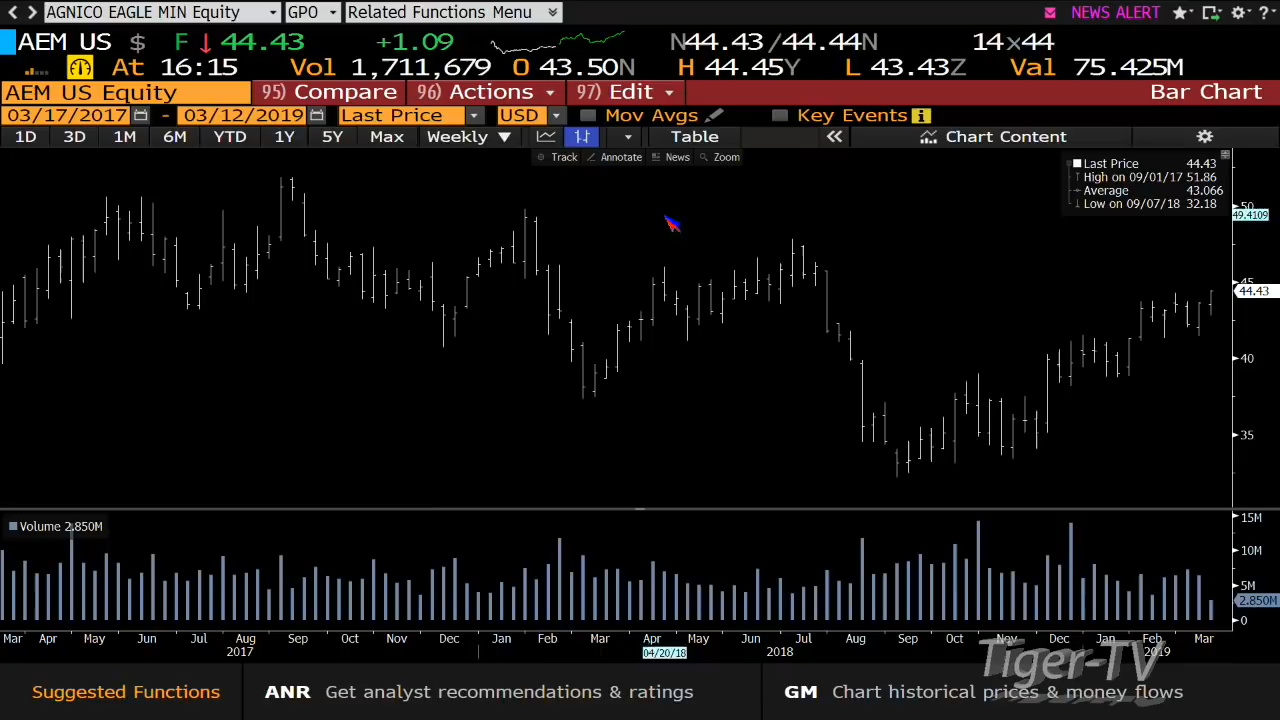 AGNICO EAGLE MIN Equity GPO Related Functions Menu NEWS ALERT ?
AEM US $ F ↓ 44.43 +1.09 N44.43/44.44N 14x44
At 16:15 Vol 1,711,679 O 43.50N H 44.45Y L 43.43Z Val 75.425M
AEM US Equity 95) Compare 96) Actions 97) Edit Bar Chart
03/17/2017 - 03/12/2019 Last Price USD Mov Avgs Key Events i
1D 3D 1M 6M YTD 1Y 5Y Max Weekly ▼ Table « Chart Content
Track Annotate News Zoom
Last Price 44.43
High on 09/01/17 51.86
Average 43.066
Low on 09/07/18 32.18
50
49.4109
45
44.43
40
35
Volume 2.850M
15M
10M
5M
2.850M
0
Mar Apr May Jun Jul Aug Sep Oct Nov Dec Jan Feb Mar Apr May Jun Jul Aug Sep Oct Nov Dec Jan Feb Mar
2017 04/20/18 2018 2019
Tiger-TV
Suggested Functions ANR Get analyst recommendations & ratings GM Chart historical prices & money flows